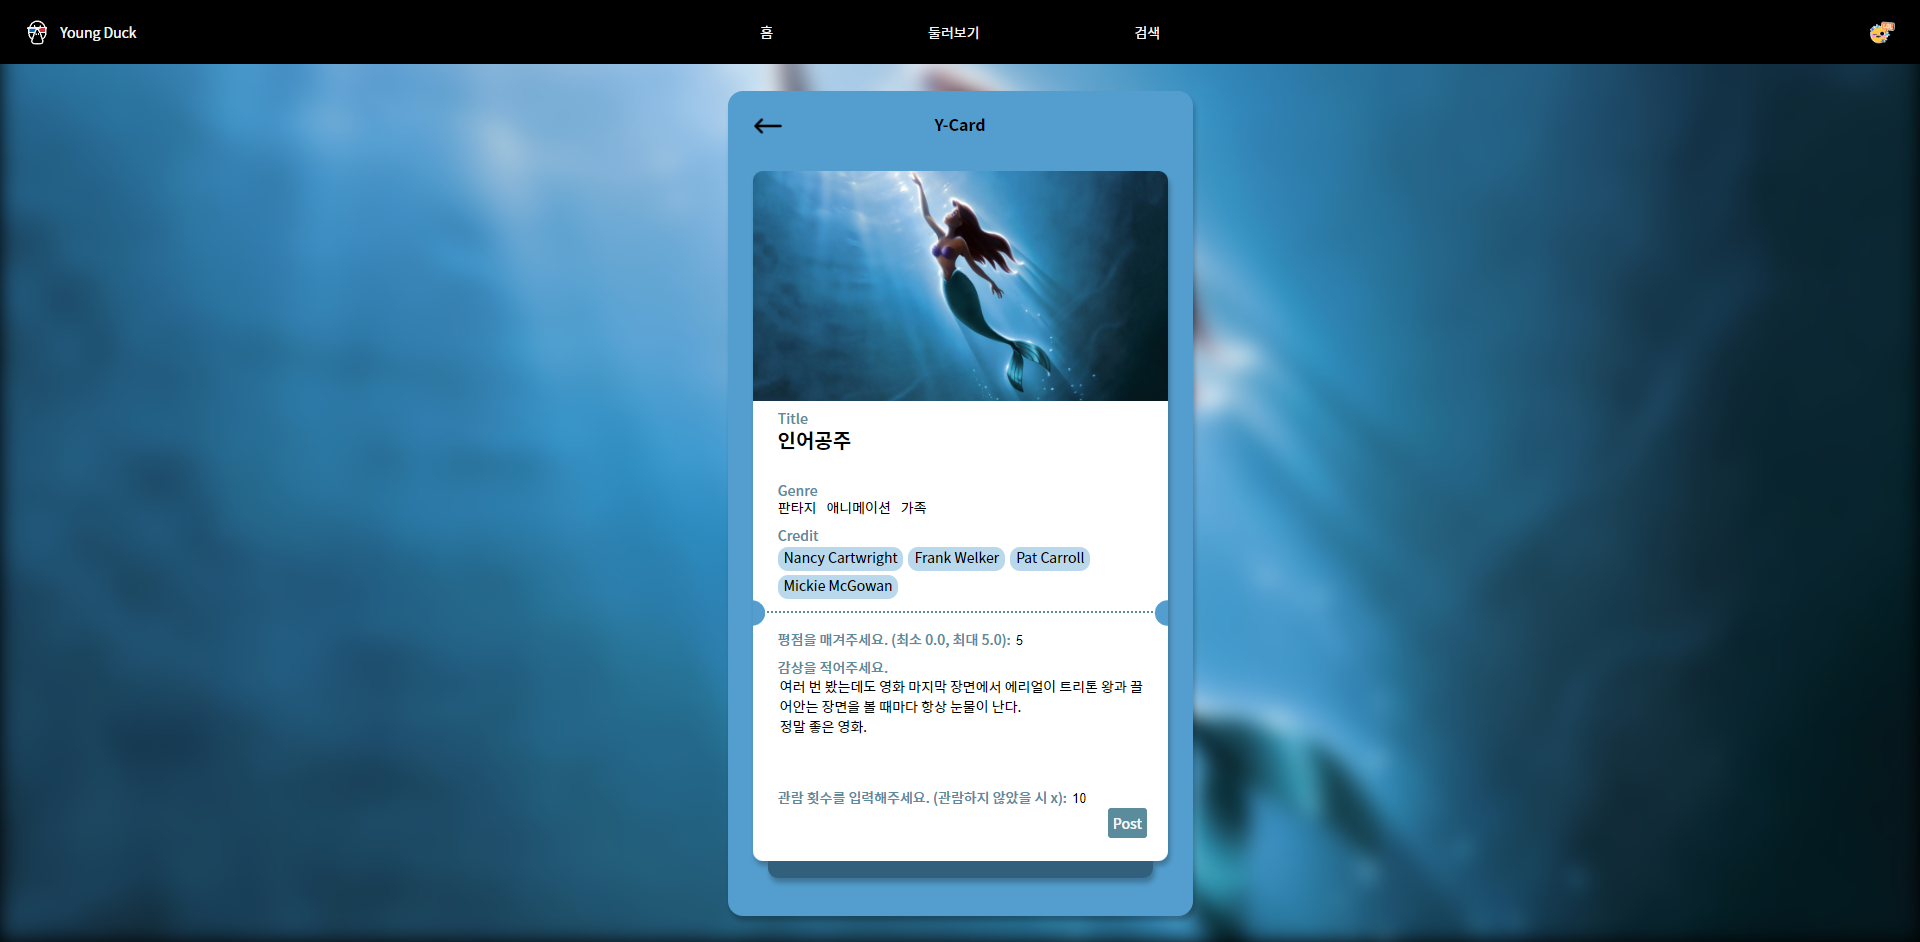 Young Duck
홈
둘러보기
검색
Y-Card
Title
인어공주
Genre
판타지 애니메이션 가족
Credit
Nancy Cartwright Frank Welker Pat Carroll
Mickie McGowan
평점을 매겨주세요. (최소 0.0, 최대 5.0): 5
감상을 적어주세요.
여러 번 봤는데도 영화 마지막 장면에서 에리얼이 트리톤 왕과 끌
어안는 장면을 볼 때마다 항상 눈물이 난다.
정말 좋은 영화.
관람 횟수를 입력해주세요. (관람하지 않았을 시 x): 10
Post